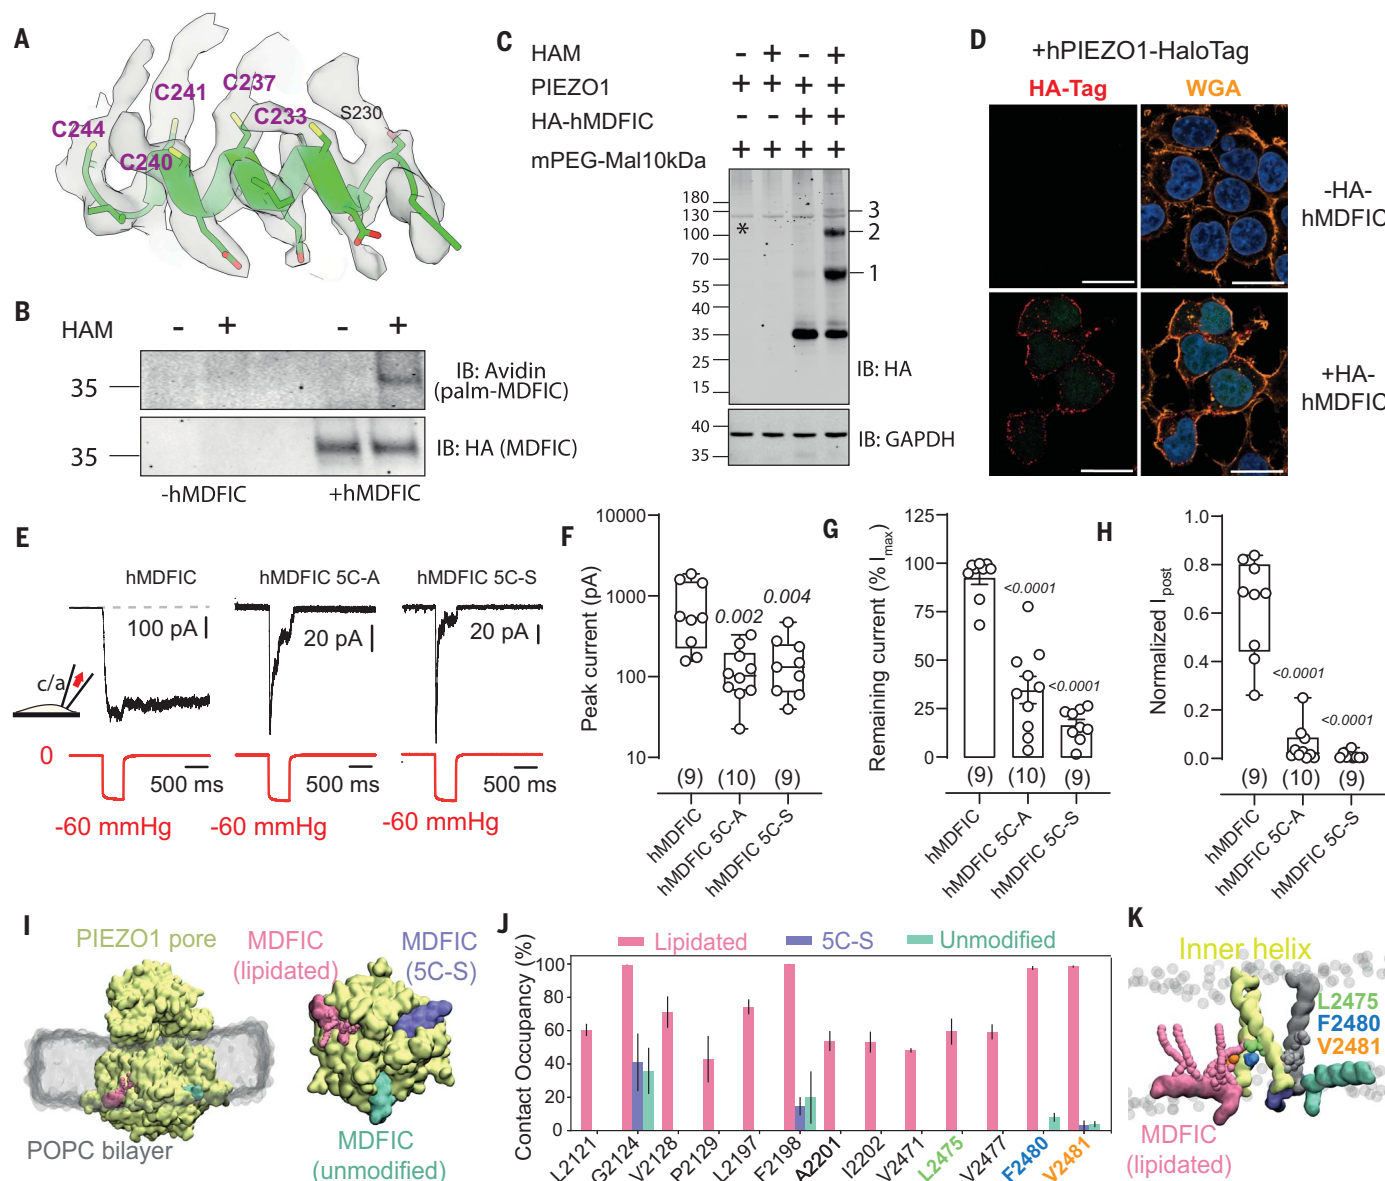 A
C244
C241
C240
C237
C233
S230
B
HAM
- + - +
35
IB: Avidin
(palm-MDFIC)
35
IB: HA (MDFIC)
-hMDFIC
+hMDFIC
C
HAM - + - +
PIEZO1 + + + +
HA-hMDFIC - - + +
mPEG-Mal10kDa + + + +
180
130
100
70
55
35
25
15
*
3
2
1
IB: HA
40
35
IB: GAPDH
D
+hPIEZO1-HaloTag
HA-Tag
WGA
-HA-
hMDFIC
+HA-
hMDFIC
E
hMDFIC
hMDFIC 5C-A
hMDFIC 5C-S
100 pA
20 pA
20 pA
c/a
0
500 ms
500 ms
500 ms
-60 mmHg
-60 mmHg
-60 mmHg
F
Peak current (pA)
10000
1000
100
10
0.002
0.004
(9)
(10)
(9)
hMDFIC
hMDFIC 5C-A
hMDFIC 5C-S
G
Remaining current (% Imax)
125
100
75
50
25
0
<0.0001
<0.0001
(9)
(10)
(9)
hMDFIC
hMDFIC 5C-A
hMDFIC 5C-S
H
Normalized Ipost
1.0
0.8
0.6
0.4
0.2
0.0
<0.0001
<0.0001
(9)
(10)
(9)
hMDFIC
hMDFIC 5C-A
hMDFIC 5C-S
I
PIEZO1 pore
MDFIC
(lipidated)
MDFIC
(5C-S)
POPC bilayer
MDFIC
(unmodified)
J
Lipidated
5C-S
Unmodified
Contact Occupancy (%)
100
80
60
40
20
0
L2121
G2124
V2128
P2129
L2197
F2198
A2201
I2202
V2471
L2475
V2477
F2480
V2481
K
Inner helix
L2475
F2480
V2481
MDFIC
(lipidated)